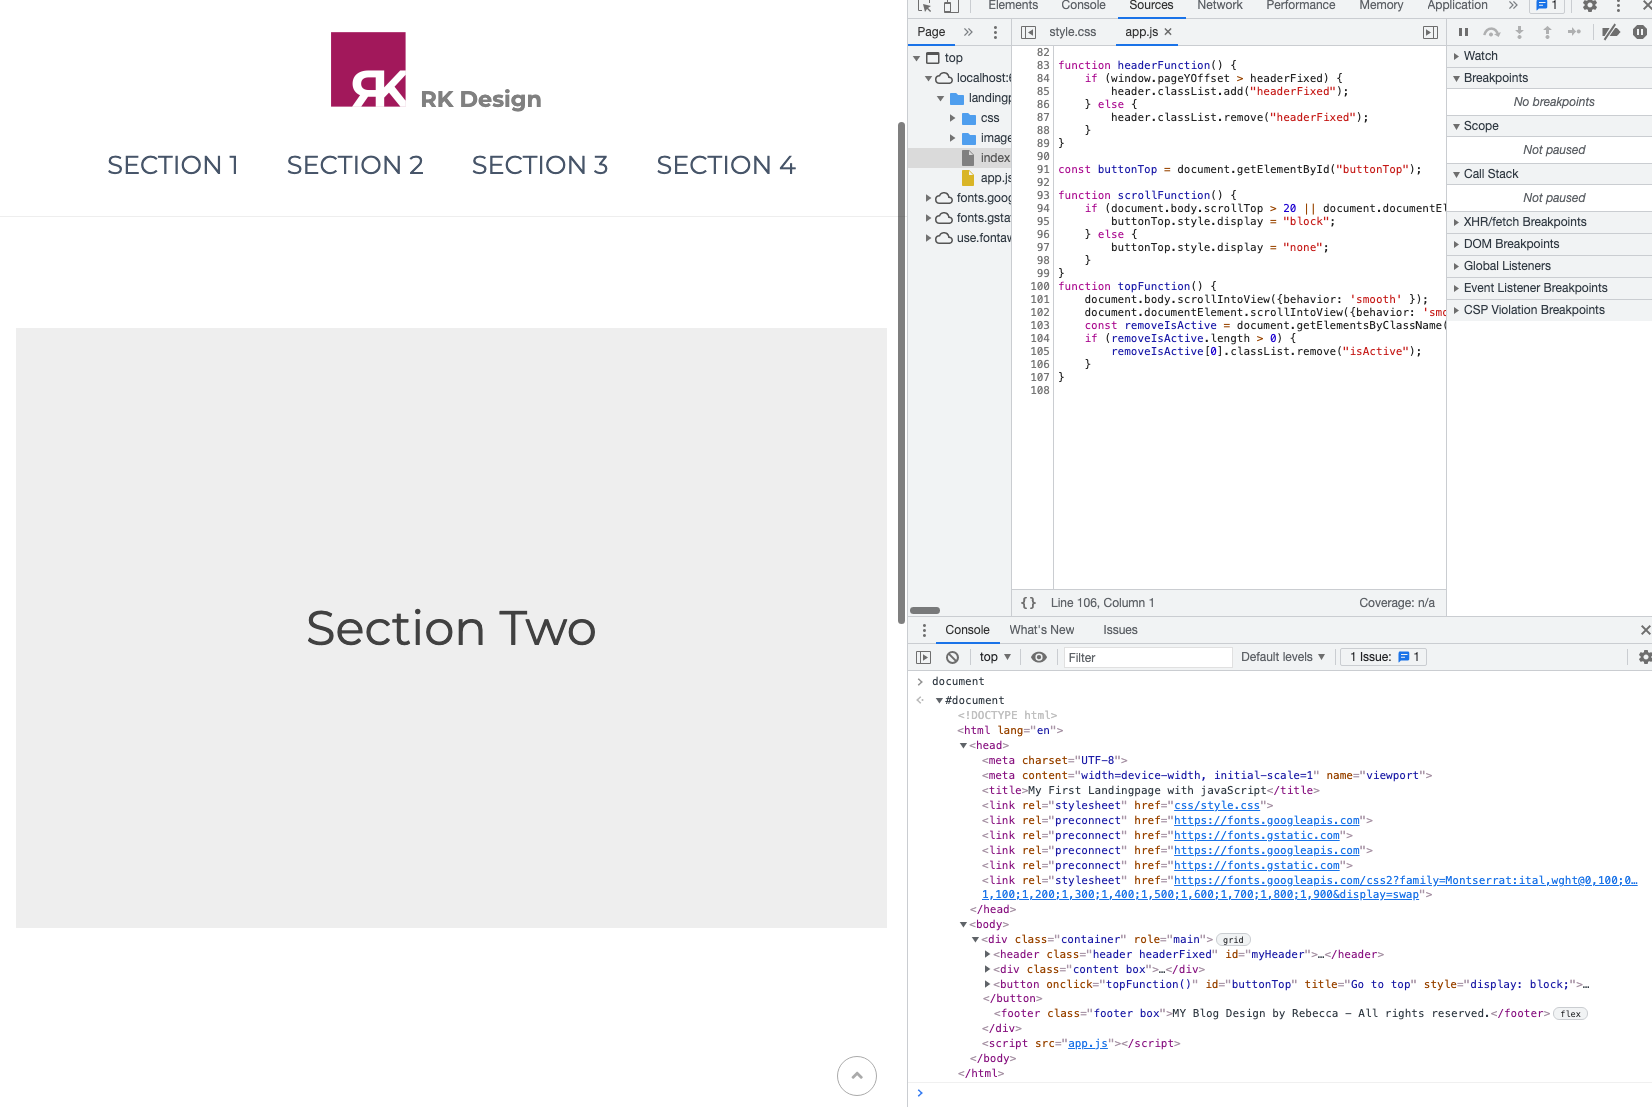 RK RK Design
SECTION 1 SECTION 2 SECTION 3 SECTION 4
Section Two
Elements Console Sources Network Performance Memory Application » 1
Page » style.css app.js ×
top
localhost:6
landingp
css
image
index
app.js
fonts.goog
fonts.gsta
use.fontaw
82
83 function headerFunction() {
84 if (window.pageYOffset > headerFixed) {
85 header.classList.add("headerFixed");
86 } else {
87 header.classList.remove("headerFixed");
88 }
89 }
90
91 const buttonTop = document.getElementById("buttonTop");
92
93 function scrollFunction() {
94 if (document.body.scrollTop > 20 || document.documentEl
95 buttonTop.style.display = "block";
96 } else {
97 buttonTop.style.display = "none";
98 }
99 }
100 function topFunction() {
101 document.body.scrollIntoView({behavior: 'smooth' });
102 document.documentElement.scrollIntoView({behavior: 'smo
103 const removeIsActive = document.getElementsByClassName(
104 if (removeIsActive.length > 0) {
105 removeIsActive[0].classList.remove("isActive");
106 }
107 }
108
{} Line 106, Column 1 Coverage: n/a
Watch
Breakpoints
No breakpoints
Scope
Not paused
Call Stack
Not paused
XHR/fetch Breakpoints
DOM Breakpoints
Global Listeners
Event Listener Breakpoints
CSP Violation Breakpoints
Console What's New Issues
top Filter Default levels 1 Issue: 1
document
#document
<!DOCTYPE html>
<html lang="en">
<head>
<meta charset="UTF-8">
<meta content="width=device-width, initial-scale=1" name="viewport">
<title>My First Landingpage with javaScript</title>
<link rel="stylesheet" href="css/style.css">
<link rel="preconnect" href="https://fonts.googleapis.com">
<link rel="preconnect" href="https://fonts.gstatic.com">
<link rel="preconnect" href="https://fonts.googleapis.com">
<link rel="preconnect" href="https://fonts.gstatic.com">
<link rel="stylesheet" href="https://fonts.googleapis.com/css2?family=Montserrat:ital,wght@0,100;0…
1,100;1,200;1,300;1,400;1,500;1,600;1,700;1,800;1,900&display=swap">
</head>
<body>
<div class="container" role="main"> grid
<header class="header headerFixed" id="myHeader">…</header>
<div class="content box">…</div>
<button onclick="topFunction()" id="buttonTop" title="Go to top" style="display: block;">…
</button>
<footer class="footer box">MY Blog Design by Rebecca – All rights reserved.</footer> flex
</div>
<script src="app.js"></script>
</body>
</html>